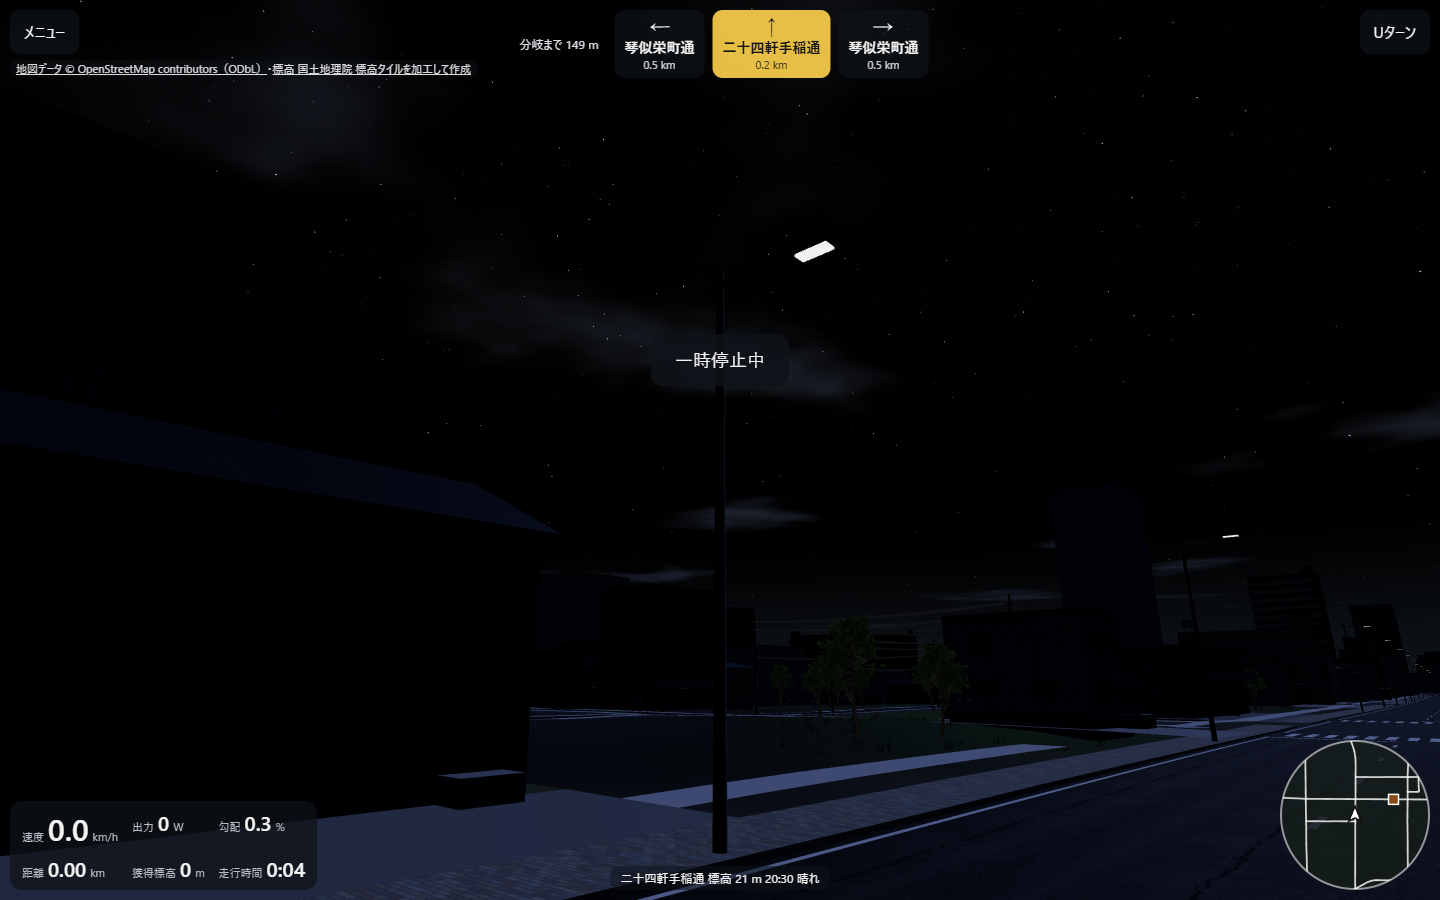 メニュー
地図データ © OpenStreetMap contributors（ODbL）・標高 国土地理院 標高タイルを加工して作成
分岐まで 149 m
←
琴似栄町通
0.5 km
↑
二十四軒手稲通
0.2 km
→
琴似栄町通
0.5 km
Uターン
一時停止中
速度 0.0 km/h 出力 0 W 勾配 0.3 %
距離 0.00 km 獲得標高 0 m 走行時間 0:04
二十四軒手稲通 標高 21 m 20:30 晴れ